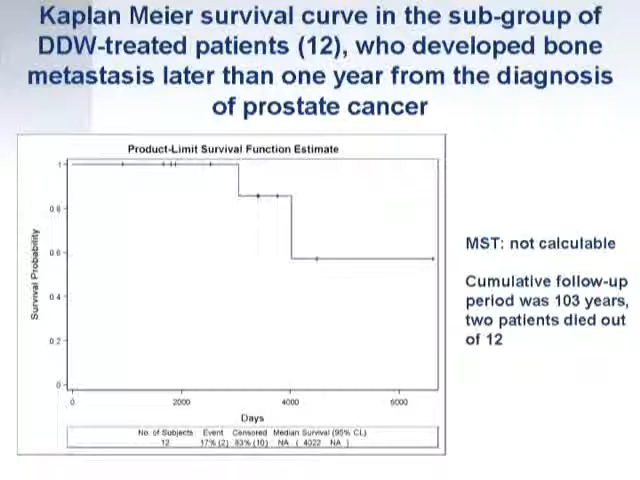 Kaplan Meier survival curve in the sub-group of
DDW-treated patients (12), who developed bone
metastasis later than one year from the diagnosis
of prostate cancer
Product-Limit Survival Function Estimate
1
0.8
0.6
0.4
0.2
0
Survival Probability
0 2000 4000 6000
Days
No. of Subjects Event Censored Median Survival (95% CL)
12 17% (2) 83% (10) NA ( 4022 NA )
MST: not calculable
Cumulative follow-up
period was 103 years,
two patients died out
of 12